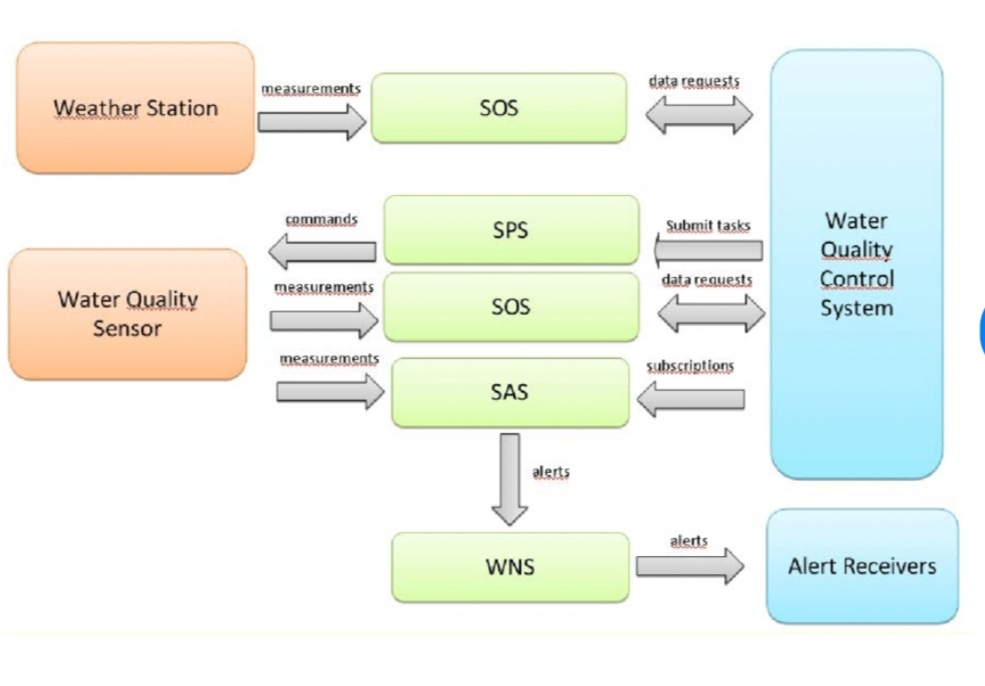 Weather Station
measurements
SOS
data requests
commands
SPS
Submit tasks
Water Quality
Sensor
measurements
SOS
data requests
Water
Quality
Control
System
measurements
SAS
subscriptions
alerts
WNS
alerts
Alert Receivers